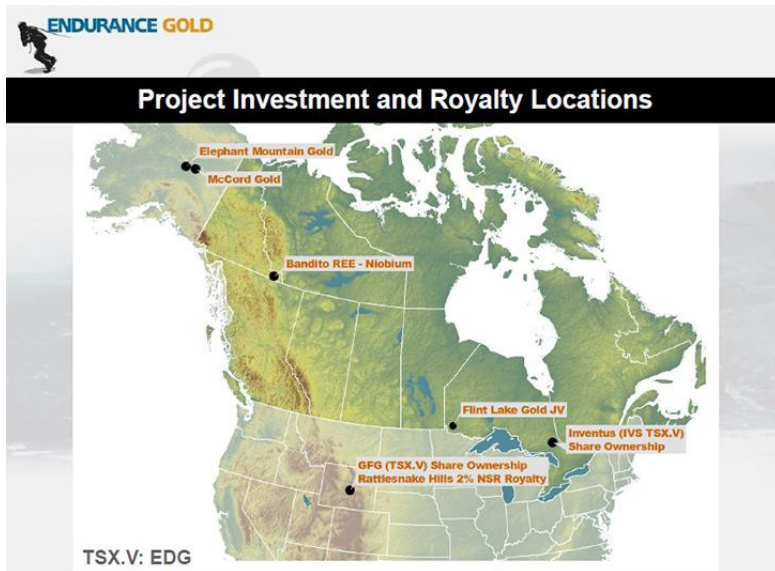 ENDURANCE GOLD
Project Investment and Royalty Locations
Elephant Mountain Gold
McCord Gold
Bandito REE - Niobium
Flint Lake Gold JV
Inventus (IVS TSX.V)
Share Ownership
GFG (TSX.V) Share Ownership
Rattlesnake Hills 2% NSR Royalty
TSX.V: EDG